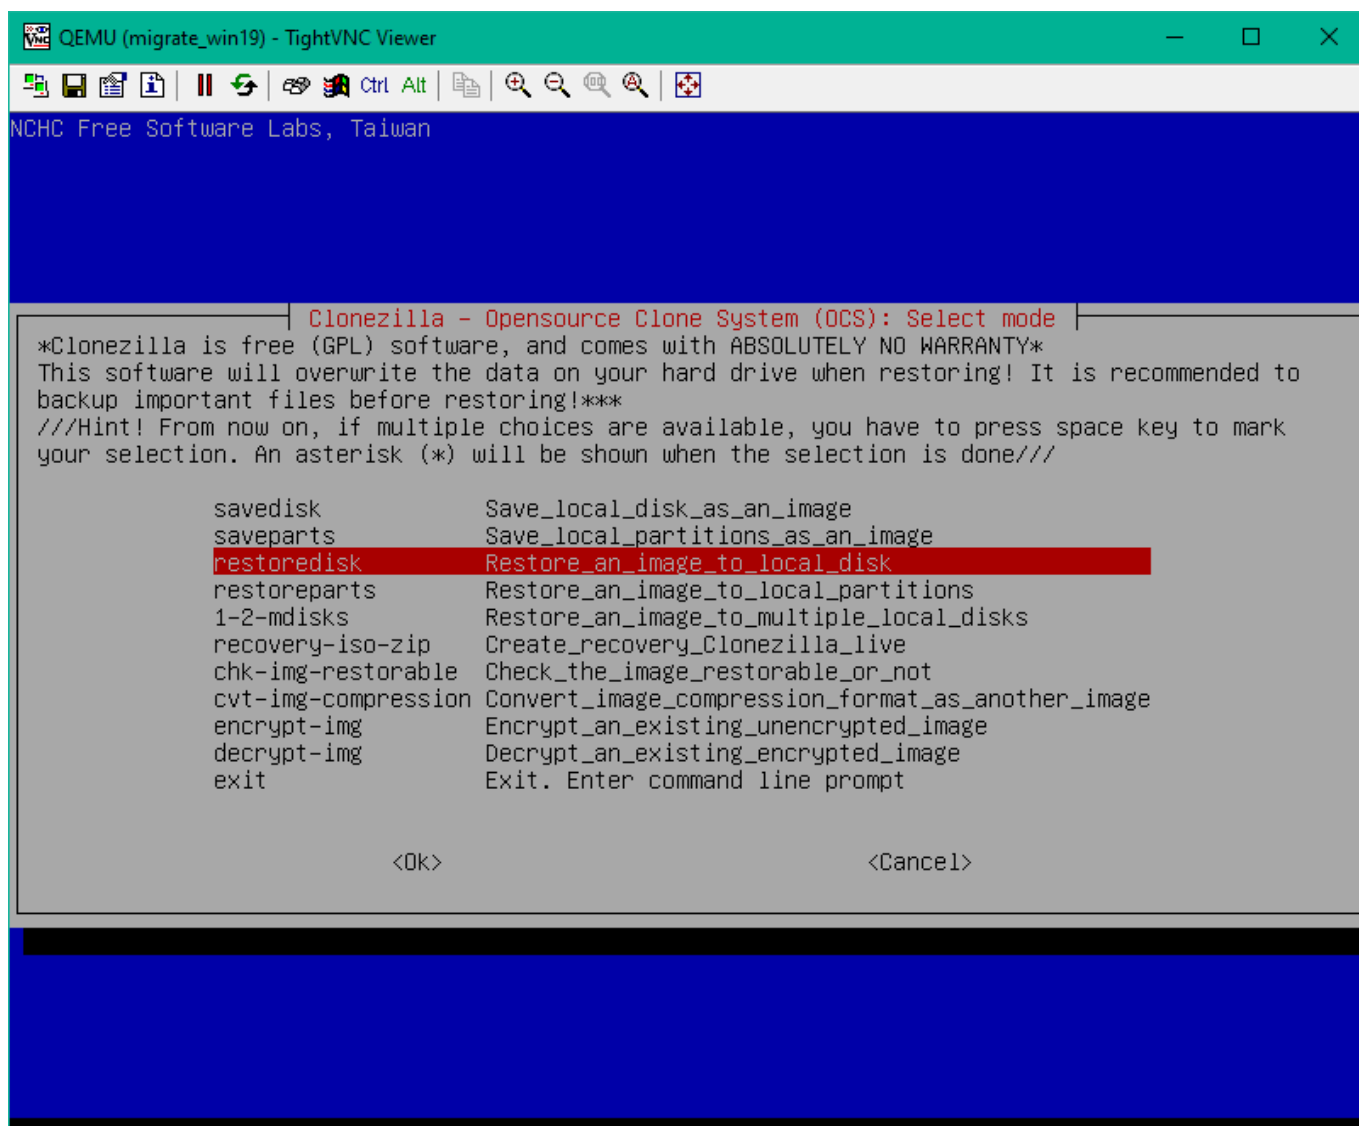 QEMU (migrate_win19) - TightVNC Viewer
Ctrl Alt
NCHC Free Software Labs, Taiwan
Clonezilla - Opensource Clone System (OCS): Select mode
*Clonezilla is free (GPL) software, and comes with ABSOLUTELY NO WARRANTY*
This software will overwrite the data on your hard drive when restoring! It is recommended to
backup important files before restoring!***
///Hint! From now on, if multiple choices are available, you have to press space key to mark
your selection. An asterisk (*) will be shown when the selection is done///
savedisk Save_local_disk_as_an_image
saveparts Save_local_partitions_as_an_image
restoredisk Restore_an_image_to_local_disk
restoreparts Restore_an_image_to_local_partitions
1-2-mdisks Restore_an_image_to_multiple_local_disks
recovery-iso-zip Create_recovery_Clonezilla_live
chk-img-restorable Check_the_image_restorable_or_not
cvt-img-compression Convert_image_compression_format_as_another_image
encrypt-img Encrypt_an_existing_unencrypted_image
decrypt-img Decrypt_an_existing_encrypted_image
exit Exit. Enter command line prompt
<Ok> <Cancel>